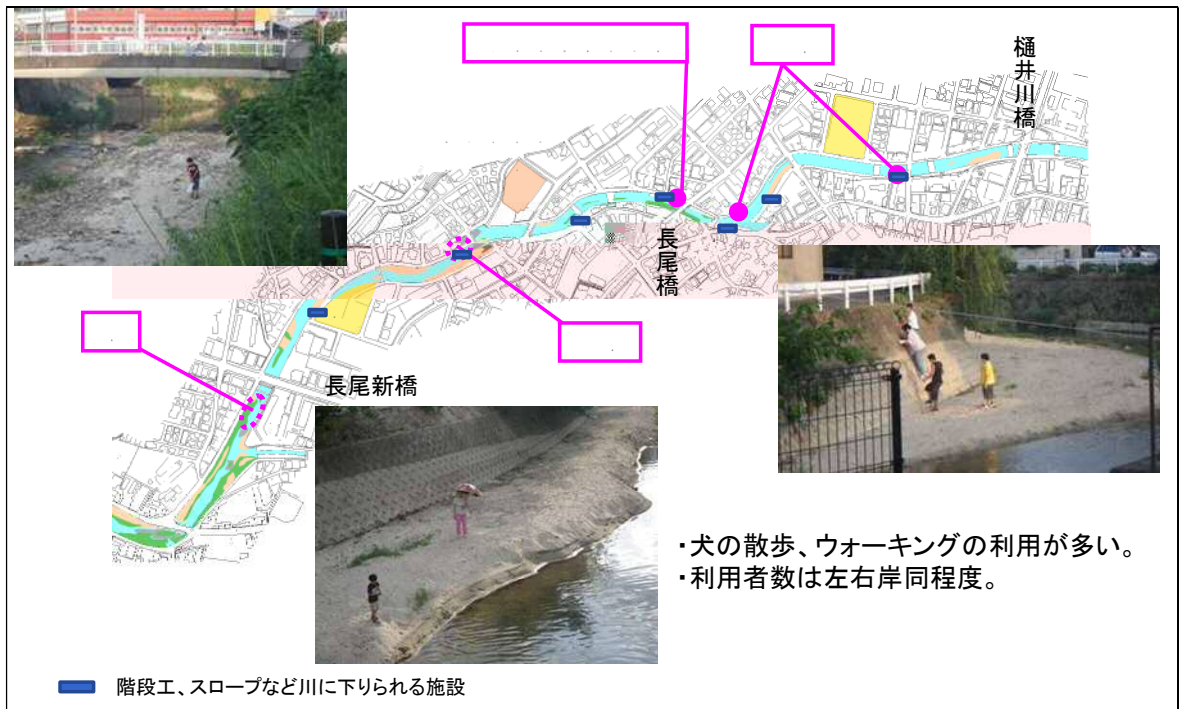 樋井川橋
長尾橋
長尾新橋
・犬の散歩、ウォーキングの利用が多い。
・利用者数は左右岸同程度。
階段工、スロープなど川に下りられる施設